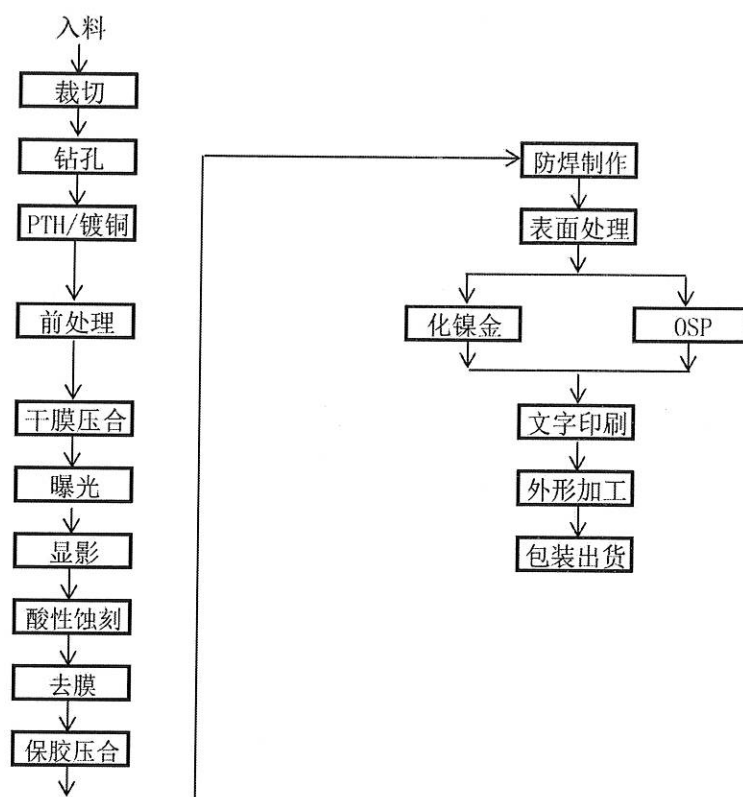 入料
裁切
钻孔
PTH/镀铜
前处理
干膜压合
曝光
显影
酸性蚀刻
去膜
保胶压合
防焊制作
表面处理
化镍金
OSP
文字印刷
外形加工
包装出货